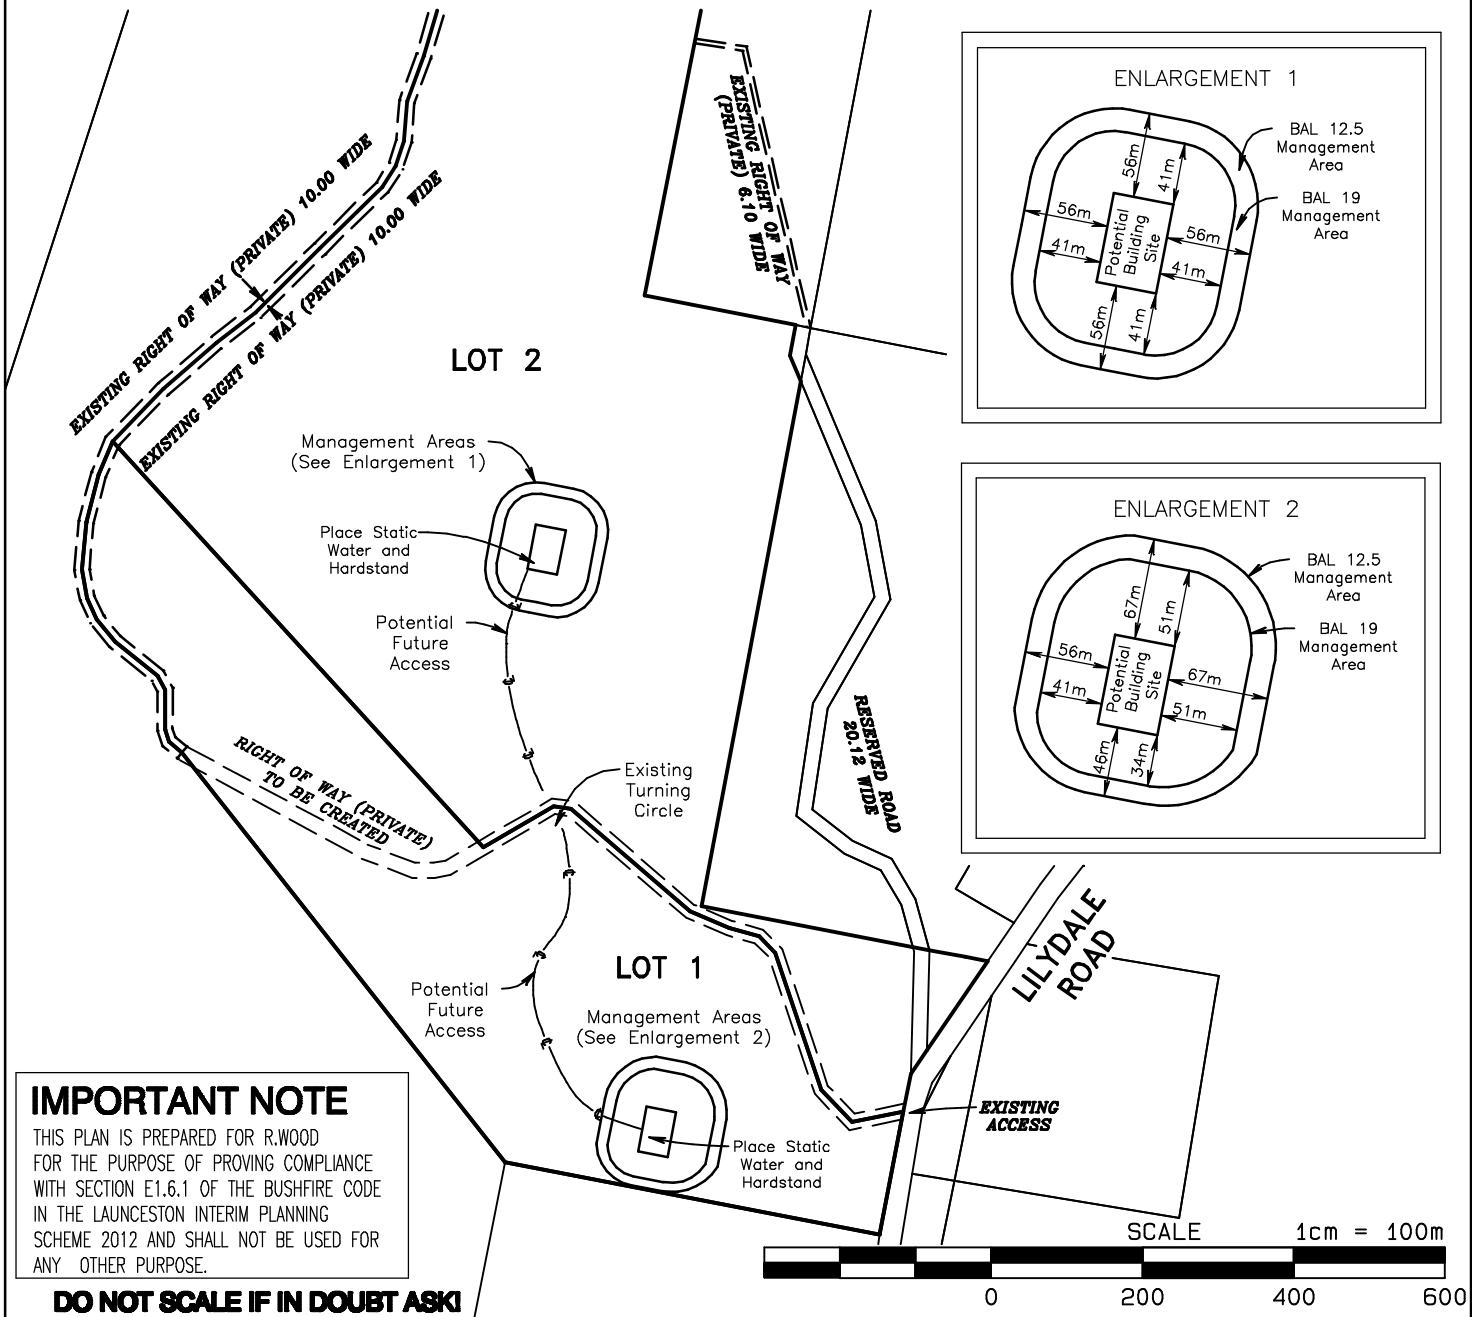 EXISTING RIGHT OF WAY (PRIVATE) 10.00 WIDE
EXISTING RIGHT OF WAY (PRIVATE) 10.00 WIDE
EXISTING RIGHT OF WAY
(PRIVATE) 6.10 WIDE
LOT 2
Management Areas
(See Enlargement 1)
Place Static
Water and
Hardstand
Potential
Future
Access
RIGHT OF WAY (PRIVATE)
TO BE CREATED
Existing
Turning
Circle
RESERVED ROAD
20.12 WIDE
LOT 1
Potential
Future
Access
Management Areas
(See Enlargement 2)
Place Static
Water and
Hardstand
LILYDALE
ROAD
EXISTING
ACCESS
ENLARGEMENT 1
BAL 12.5
Management
Area
BAL 19
Management
Area
56m
41m
56m
41m
Potential
Building
Site
56m
41m
56m
41m
ENLARGEMENT 2
BAL 12.5
Management
Area
BAL 19
Management
Area
67m
51m
56m
41m
Potential
Building
Site
67m
51m
46m
34m
IMPORTANT NOTE
THIS PLAN IS PREPARED FOR R.WOOD
FOR THE PURPOSE OF PROVING COMPLIANCE
WITH SECTION E1.6.1 OF THE BUSHFIRE CODE
IN THE LAUNCESTON INTERIM PLANNING
SCHEME 2012 AND SHALL NOT BE USED FOR
ANY OTHER PURPOSE.
DO NOT SCALE IF IN DOUBT ASK!
SCALE 1cm = 100m
0 200 400 600